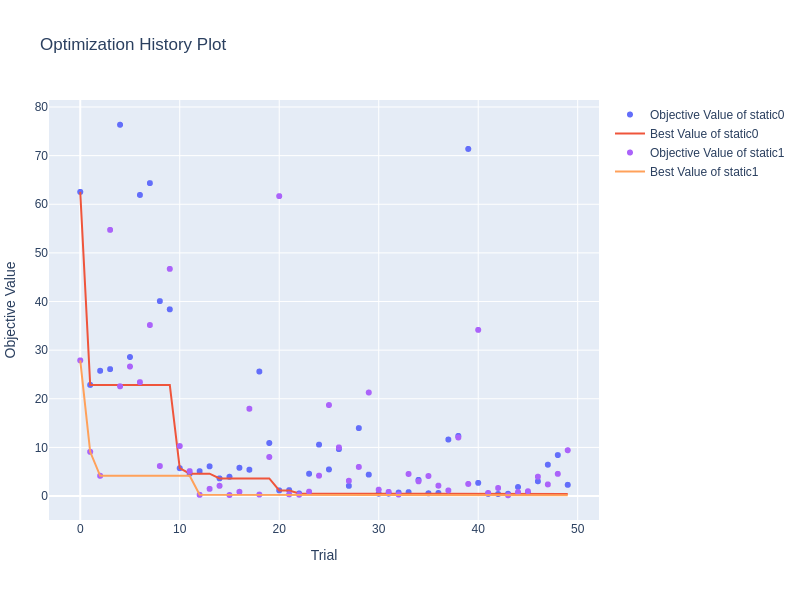 Optimization History Plot
Objective Value of static0
Best Value of static0
Objective Value of static1
Best Value of static1
Objective Value
80
70
60
50
40
30
20
10
0
0 10 20 30 40 50
Trial